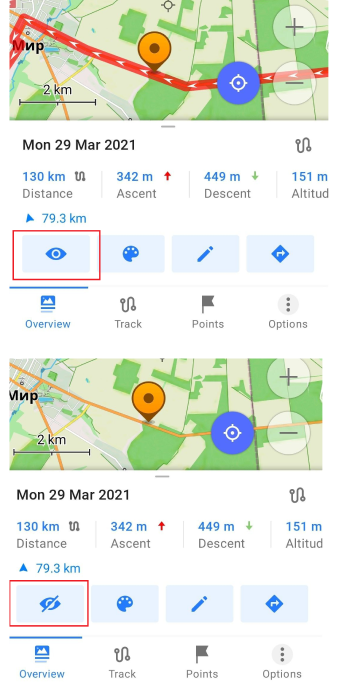 Мир
2 km
Mon 29 Mar 2021
130 km 342 m 449 m 151 m
Distance Ascent Descent Altitud
79.3 km
Overview Track Points Options
Мир
2 km
Mon 29 Mar 2021
130 km 342 m 449 m 151 m
Distance Ascent Descent Altitud
79.3 km
Overview Track Points Options